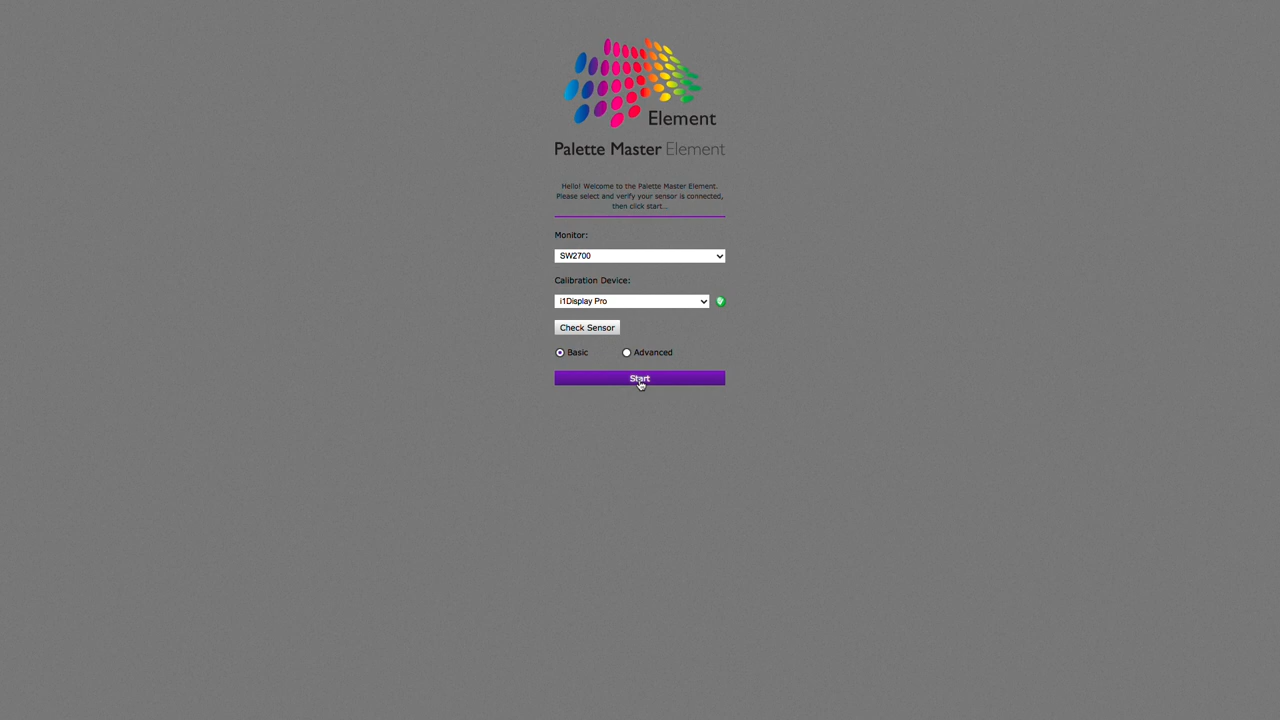 Element
Palette Master Element
Hello! Welcome to the Palette Master Element.
Please select and verify your sensor is connected,
then click start...
Monitor:
SW2700
Calibration Device:
i1Display Pro
Check Sensor
Basic Advanced
Start